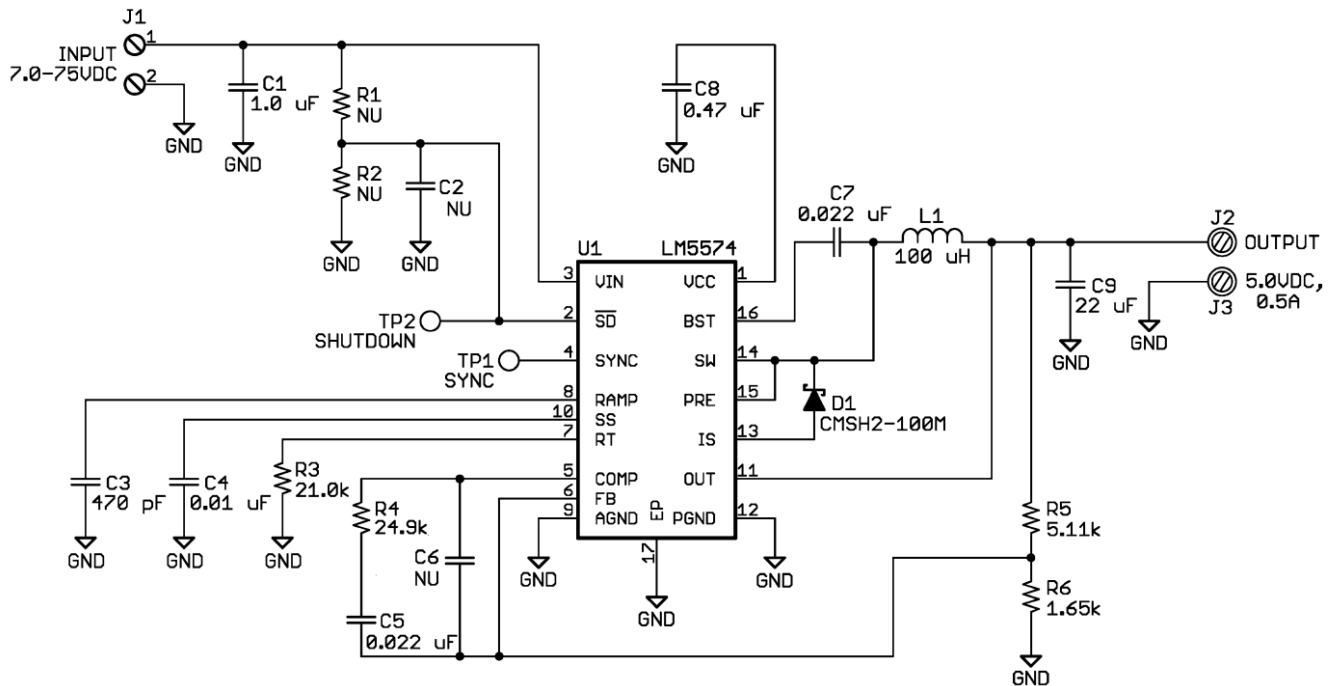 J1
1
INPUT
7.0-75VDC
2
GND
C1
1.0 uF
GND
R1
NU
R2
NU
GND
C2
NU
GND
C8
0.47 uF
GND
C7
0.022 uF
L1
100 uH
J2
OUTPUT
J3
5.0VDC,
0.5A
GND
C9
22 uF
GND
U1
LM5574
3
VIN
VCC
1
TP2
SHUTDOWN
2
SD
BST
16
TP1
SYNC
4
SYNC
SW
14
8
RAMP
PRE
15
10
SS
7
RT
IS
13
D1
CMSH2-100M
5
COMP
OUT
11
6
FB
9
AGND
EP
PGND
12
17
GND
GND
GND
C3
470 pF
GND
C4
0.01 uF
GND
R3
21.0k
GND
R4
24.9k
C6
NU
C5
0.022 uF
R5
5.11k
R6
1.65k
GND